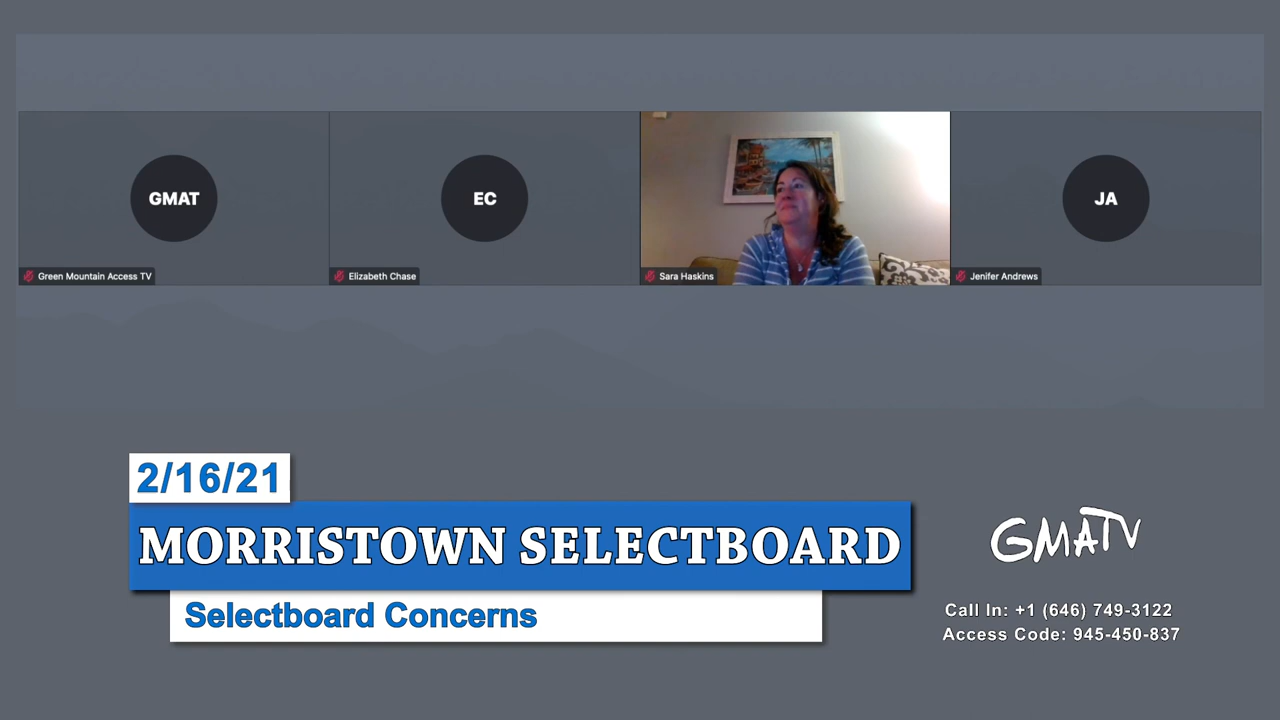 GMAT
EC
JA
Green Mountain Access TV
Elizabeth Chase
Sara Haskins
Jenifer Andrews
2/16/21
MORRISTOWN SELECTBOARD
Selectboard Concerns
GMATV
Call In: +1 (646) 749-3122
Access Code: 945-450-837